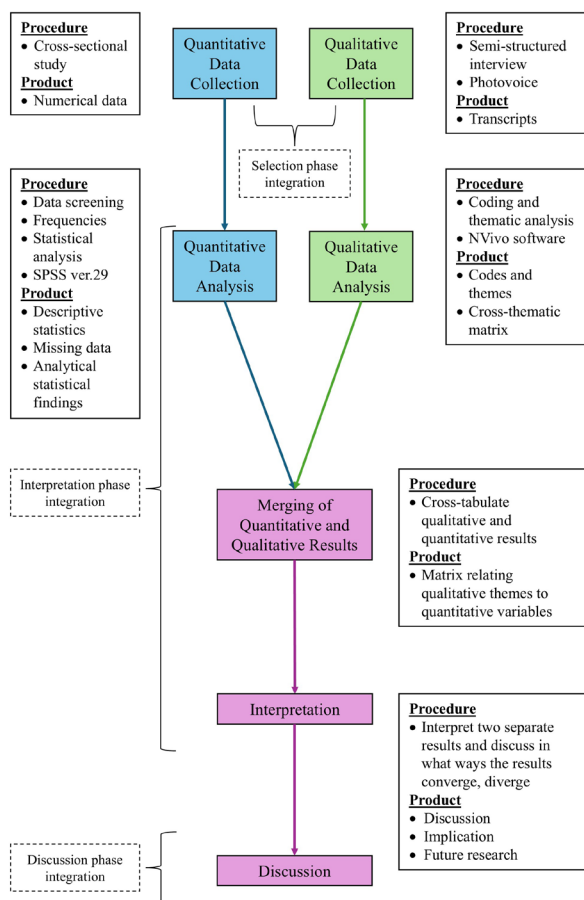 Procedure
• Cross-sectional
study
Product
• Numerical data
Quantitative
Data
Collection
Qualitative
Data
Collection
Procedure
• Semi-structured
interview
• Photovoice
Product
• Transcripts
Selection phase
integration
Procedure
• Data screening
• Frequencies
• Statistical
analysis
• SPSS ver.29
Product
• Descriptive
statistics
• Missing data
• Analytical
statistical
findings
Quantitative
Data
Analysis
Qualitative
Data
Analysis
Procedure
• Coding and
thematic analysis
• NVivo software
Product
• Codes and
themes
• Cross-thematic
matrix
Interpretation phase
integration
Merging of
Quantitative and
Qualitative Results
Procedure
• Cross-tabulate
qualitative and
quantitative results
Product
• Matrix relating
qualitative themes to
quantitative variables
Interpretation
Procedure
• Interpret two separate
results and discuss in
what ways the results
converge, diverge
Product
• Discussion
• Implication
• Future research
Discussion phase
integration
Discussion